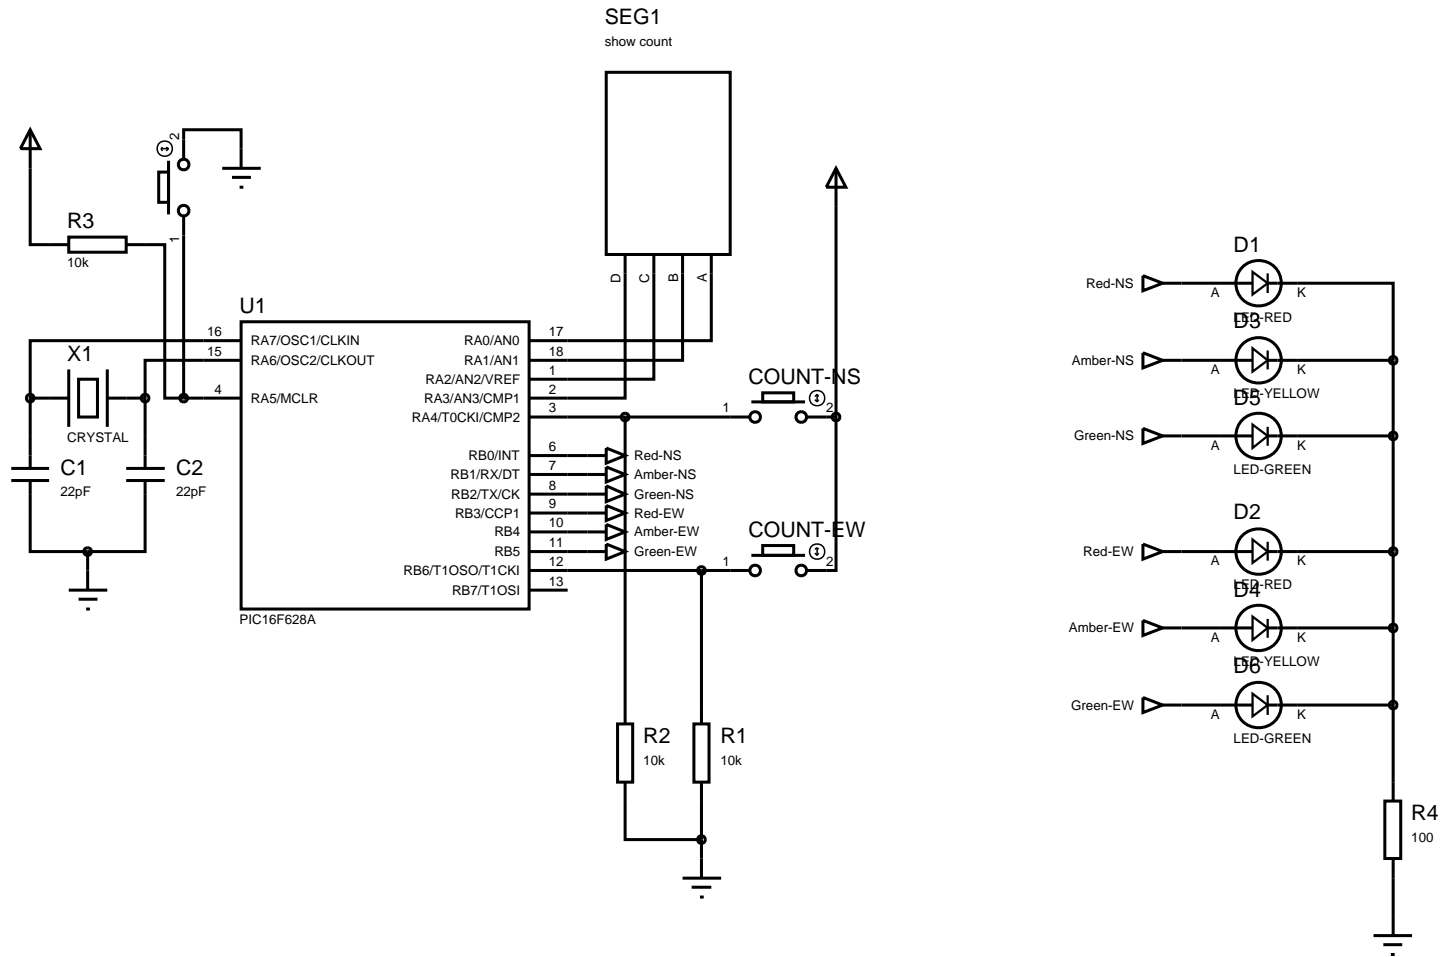 SEG1
show count
2
1
R3
10k
D
C
B
A
U1
16
15
4
RA7/OSC1/CLKIN
RA6/OSC2/CLKOUT
RA5/MCLR
RA0/AN0
RA1/AN1
RA2/AN2/VREF
RA3/AN3/CMP1
RA4/T0CKI/CMP2
RB0/INT
RB1/RX/DT
RB2/TX/CK
RB3/CCP1
RB4
RB5
RB6/T1OSO/T1CKI
RB7/T1OSI
17
18
1
2
3
6
7
8
9
10
11
12
13
PIC16F628A
X1
CRYSTAL
C1
22pF
C2
22pF
Red-NS
Amber-NS
Green-NS
Red-EW
Amber-EW
Green-EW
COUNT-NS
1
2
COUNT-EW
1
2
R2
10k
R1
10k
D1
Red-NS
A
K
LED-RED
D3
Amber-NS
A
K
LED-YELLOW
D5
Green-NS
A
K
LED-GREEN
D2
Red-EW
A
K
LED-RED
D4
Amber-EW
A
K
LED-YELLOW
D6
Green-EW
A
K
LED-GREEN
R4
100